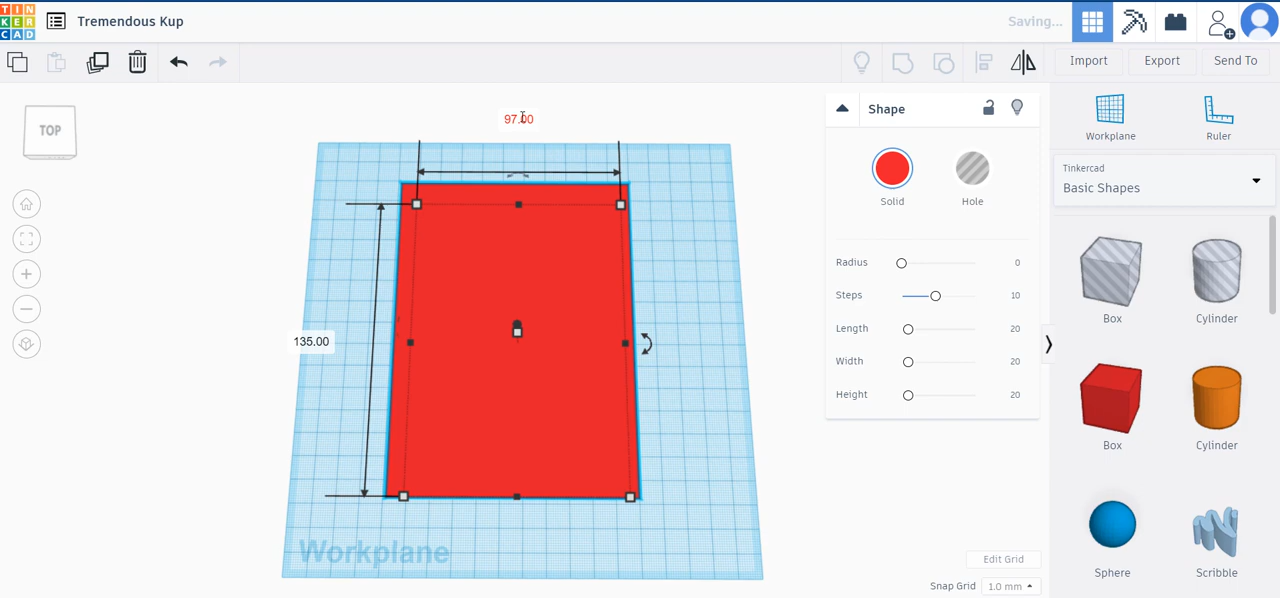 TIN
KER
CAD
Tremendous Kup
Saving...
Import
Export
Send To
TOP
97.00
135.00
Workplane
Shape
Solid
Hole
Radius 0
Steps 10
Length 20
Width 20
Height 20
Edit Grid
Snap Grid 1.0 mm
Workplane
Ruler
Tinkercad
Basic Shapes
Box
Cylinder
Box
Cylinder
Sphere
Scribble